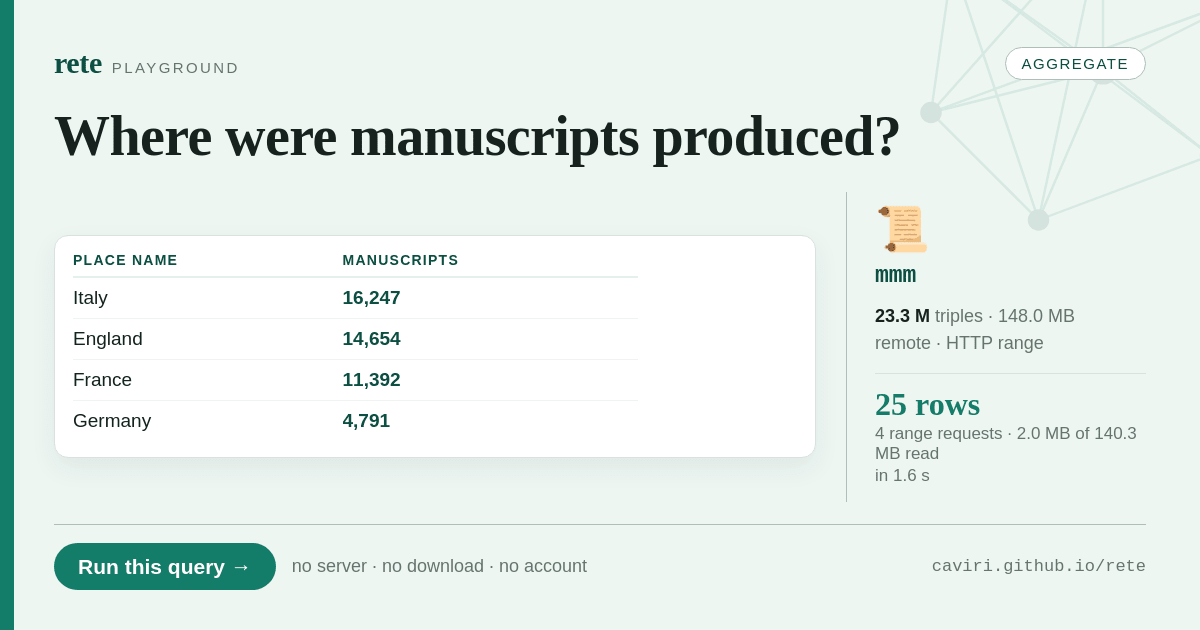 rete PLAYGROUND
AGGREGATE
Where were manuscripts produced?
PLACE NAME MANUSCRIPTS
Italy 16,247
England 14,654
France 11,392
Germany 4,791
mmm
23.3 M triples · 148.0 MB
remote · HTTP range
25 rows
4 range requests · 2.0 MB of 140.3
MB read
in 1.6 s
Run this query →
no server · no download · no account
caviri.github.io/rete